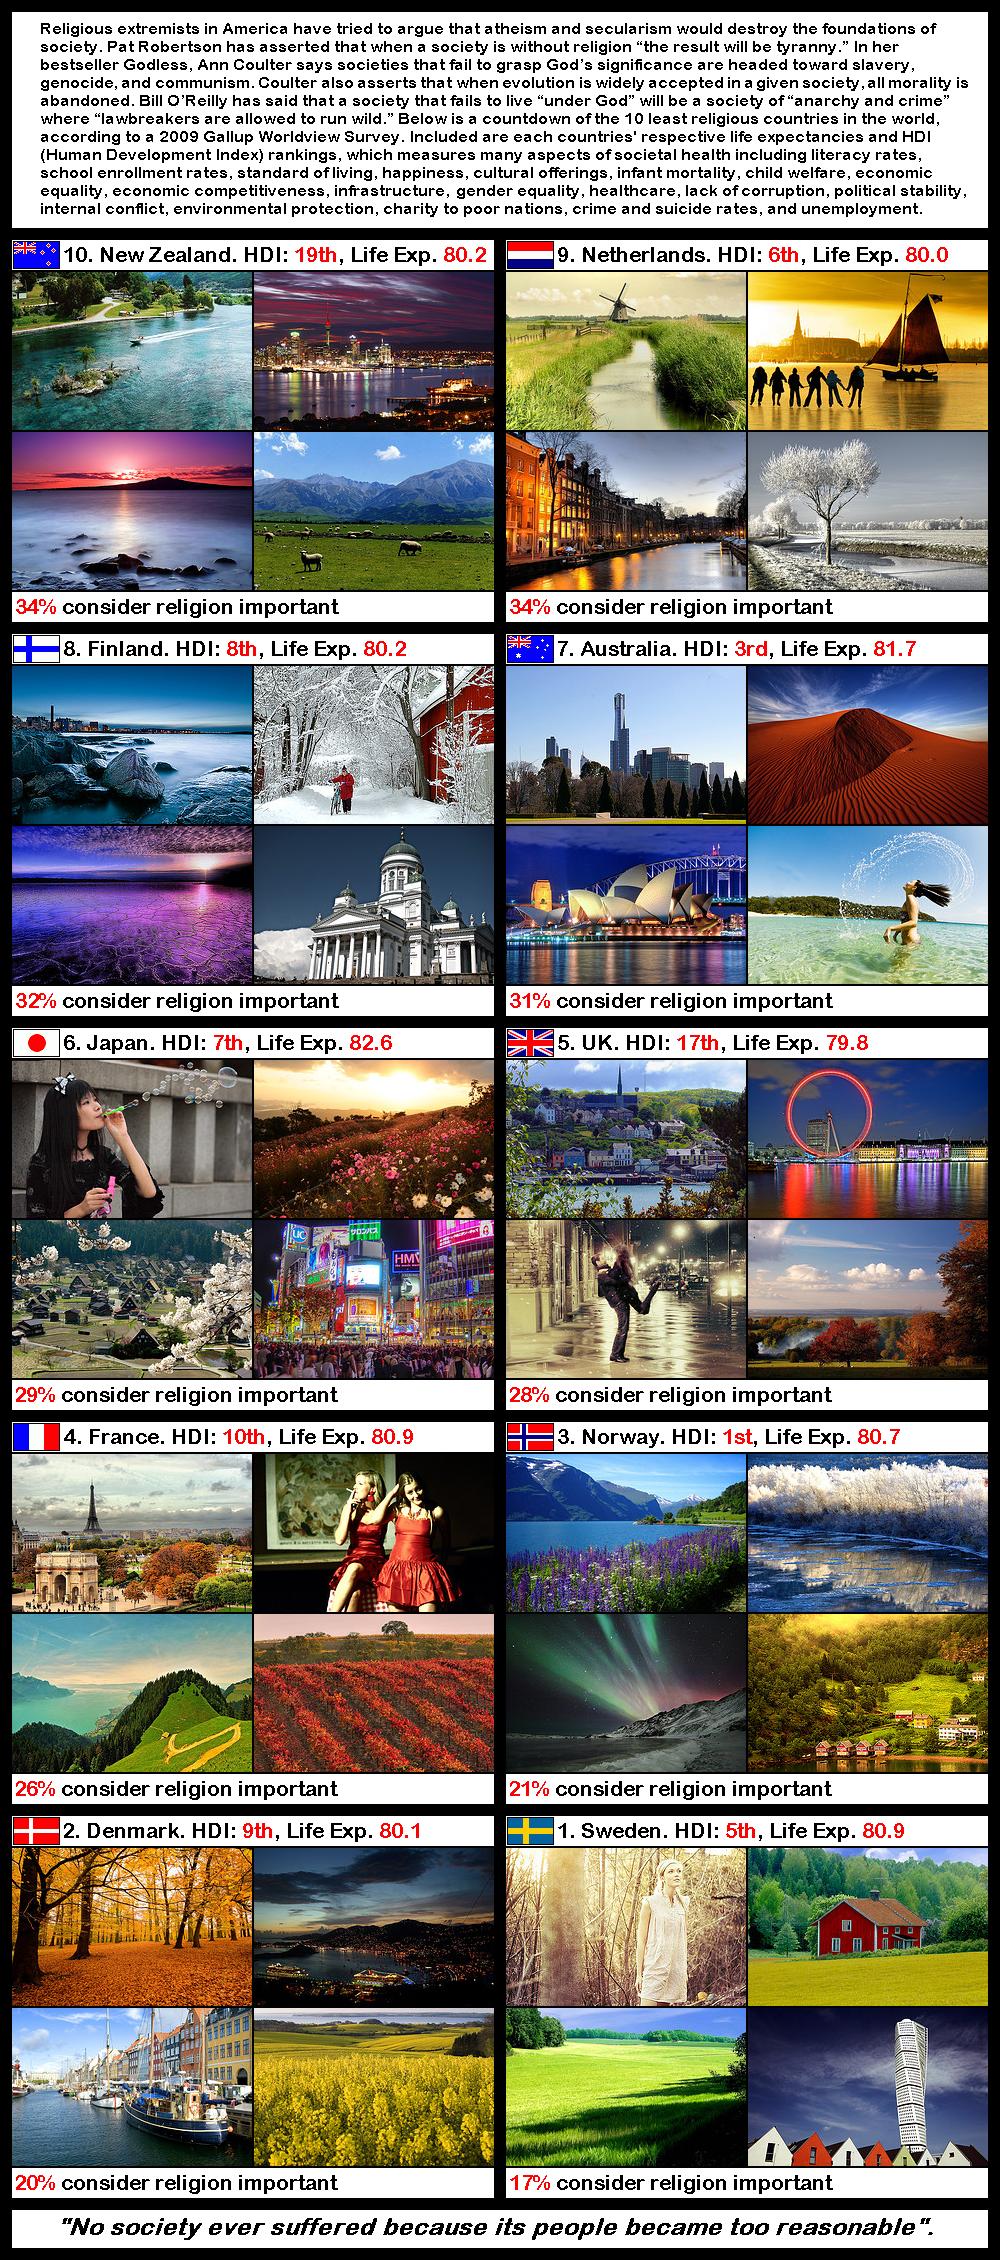 Religious extremists in America have tried to argue that atheism and secularism would destroy the foundations of
society. Pat Robertson has asserted that when a society is without religion “the result will be tyranny.” In her
bestseller Godless, Ann Coulter says societies that fail to grasp God’s significance are headed toward slavery,
genocide, and communism. Coulter also asserts that when evolution is widely accepted in a given society, all morality is
abandoned. Bill O’Reilly has said that a society that fails to live “under God” will be a society of “anarchy and crime”
where “lawbreakers are allowed to run wild.” Below is a countdown of the 10 least religious countries in the world,
according to a 2009 Gallup Worldview Survey. Included are each countries' respective life expectancies and HDI
(Human Development Index) rankings, which measures many aspects of societal health including literacy rates,
school enrollment rates, standard of living, happiness, cultural offerings, infant mortality, child welfare, economic
equality, economic competitiveness, infrastructure, gender equality, healthcare, lack of corruption, political stability,
internal conflict, environmental protection, charity to poor nations, crime and suicide rates, and unemployment.
10. New Zealand. HDI: 19th, Life Exp. 80.2
34% consider religion important
9. Netherlands. HDI: 6th, Life Exp. 80.0
34% consider religion important
8. Finland. HDI: 8th, Life Exp. 80.2
32% consider religion important
7. Australia. HDI: 3rd, Life Exp. 81.7
31% consider religion important
6. Japan. HDI: 7th, Life Exp. 82.6
UC
サロンパス
HMV
29% consider religion important
5. UK. HDI: 17th, Life Exp. 79.8
28% consider religion important
4. France. HDI: 10th, Life Exp. 80.9
26% consider religion important
3. Norway. HDI: 1st, Life Exp. 80.7
21% consider religion important
2. Denmark. HDI: 9th, Life Exp. 80.1
20% consider religion important
1. Sweden. HDI: 5th, Life Exp. 80.9
17% consider religion important
"No society ever suffered because its people became too reasonable".